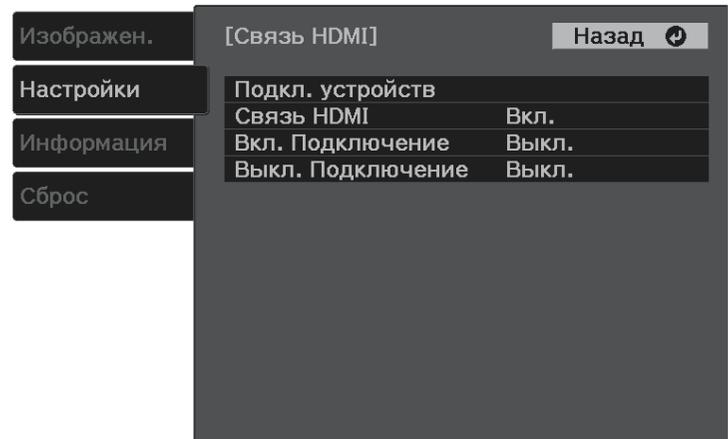 Изображен.
Настройки
Информация
Сброс
[Связь HDMI]
Назад
Подкл. устройств
Связь HDMI Вкл.
Вкл. Подключение Выкл.
Выкл. Подключение Выкл.